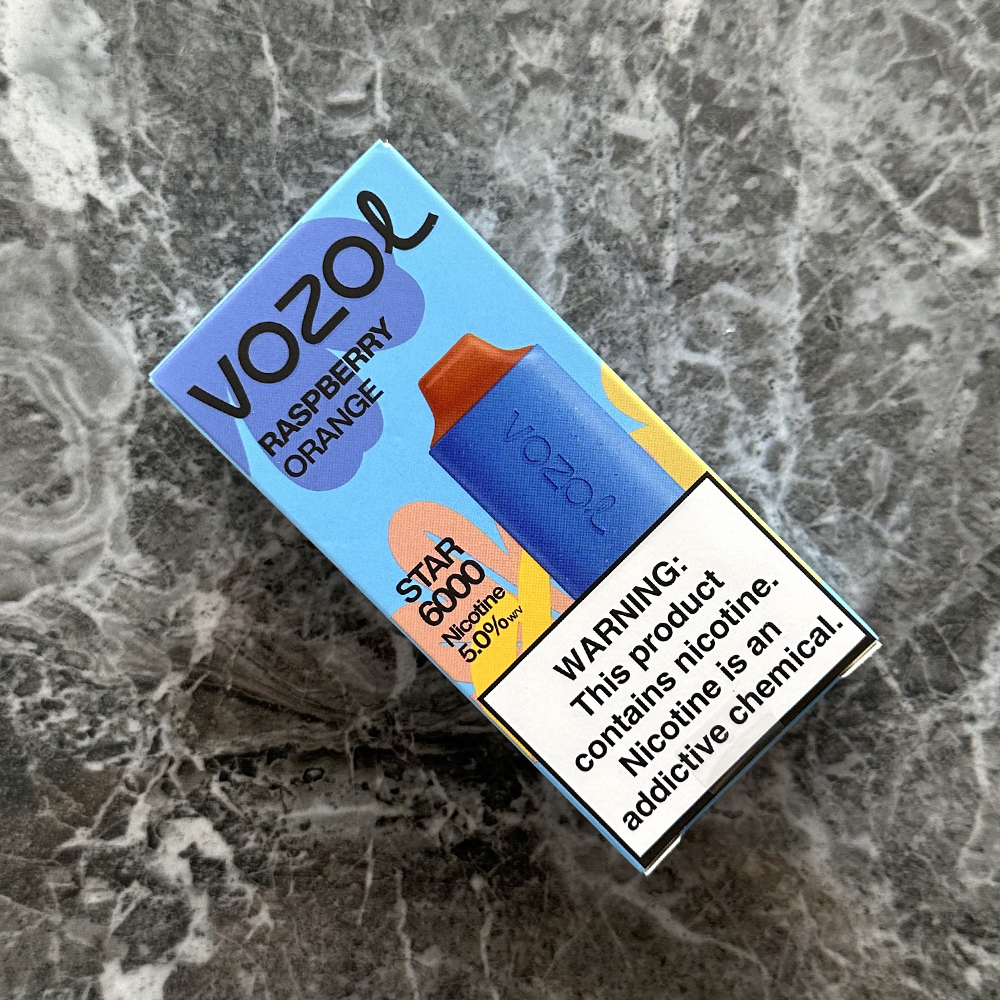 VOZOL
RASPBERRY
ORANGE
VOZOL
STAR
6000
Nicotine
5.0% w/v
WARNING:
This product
contains nicotine.
Nicotine is an
addictive chemical.